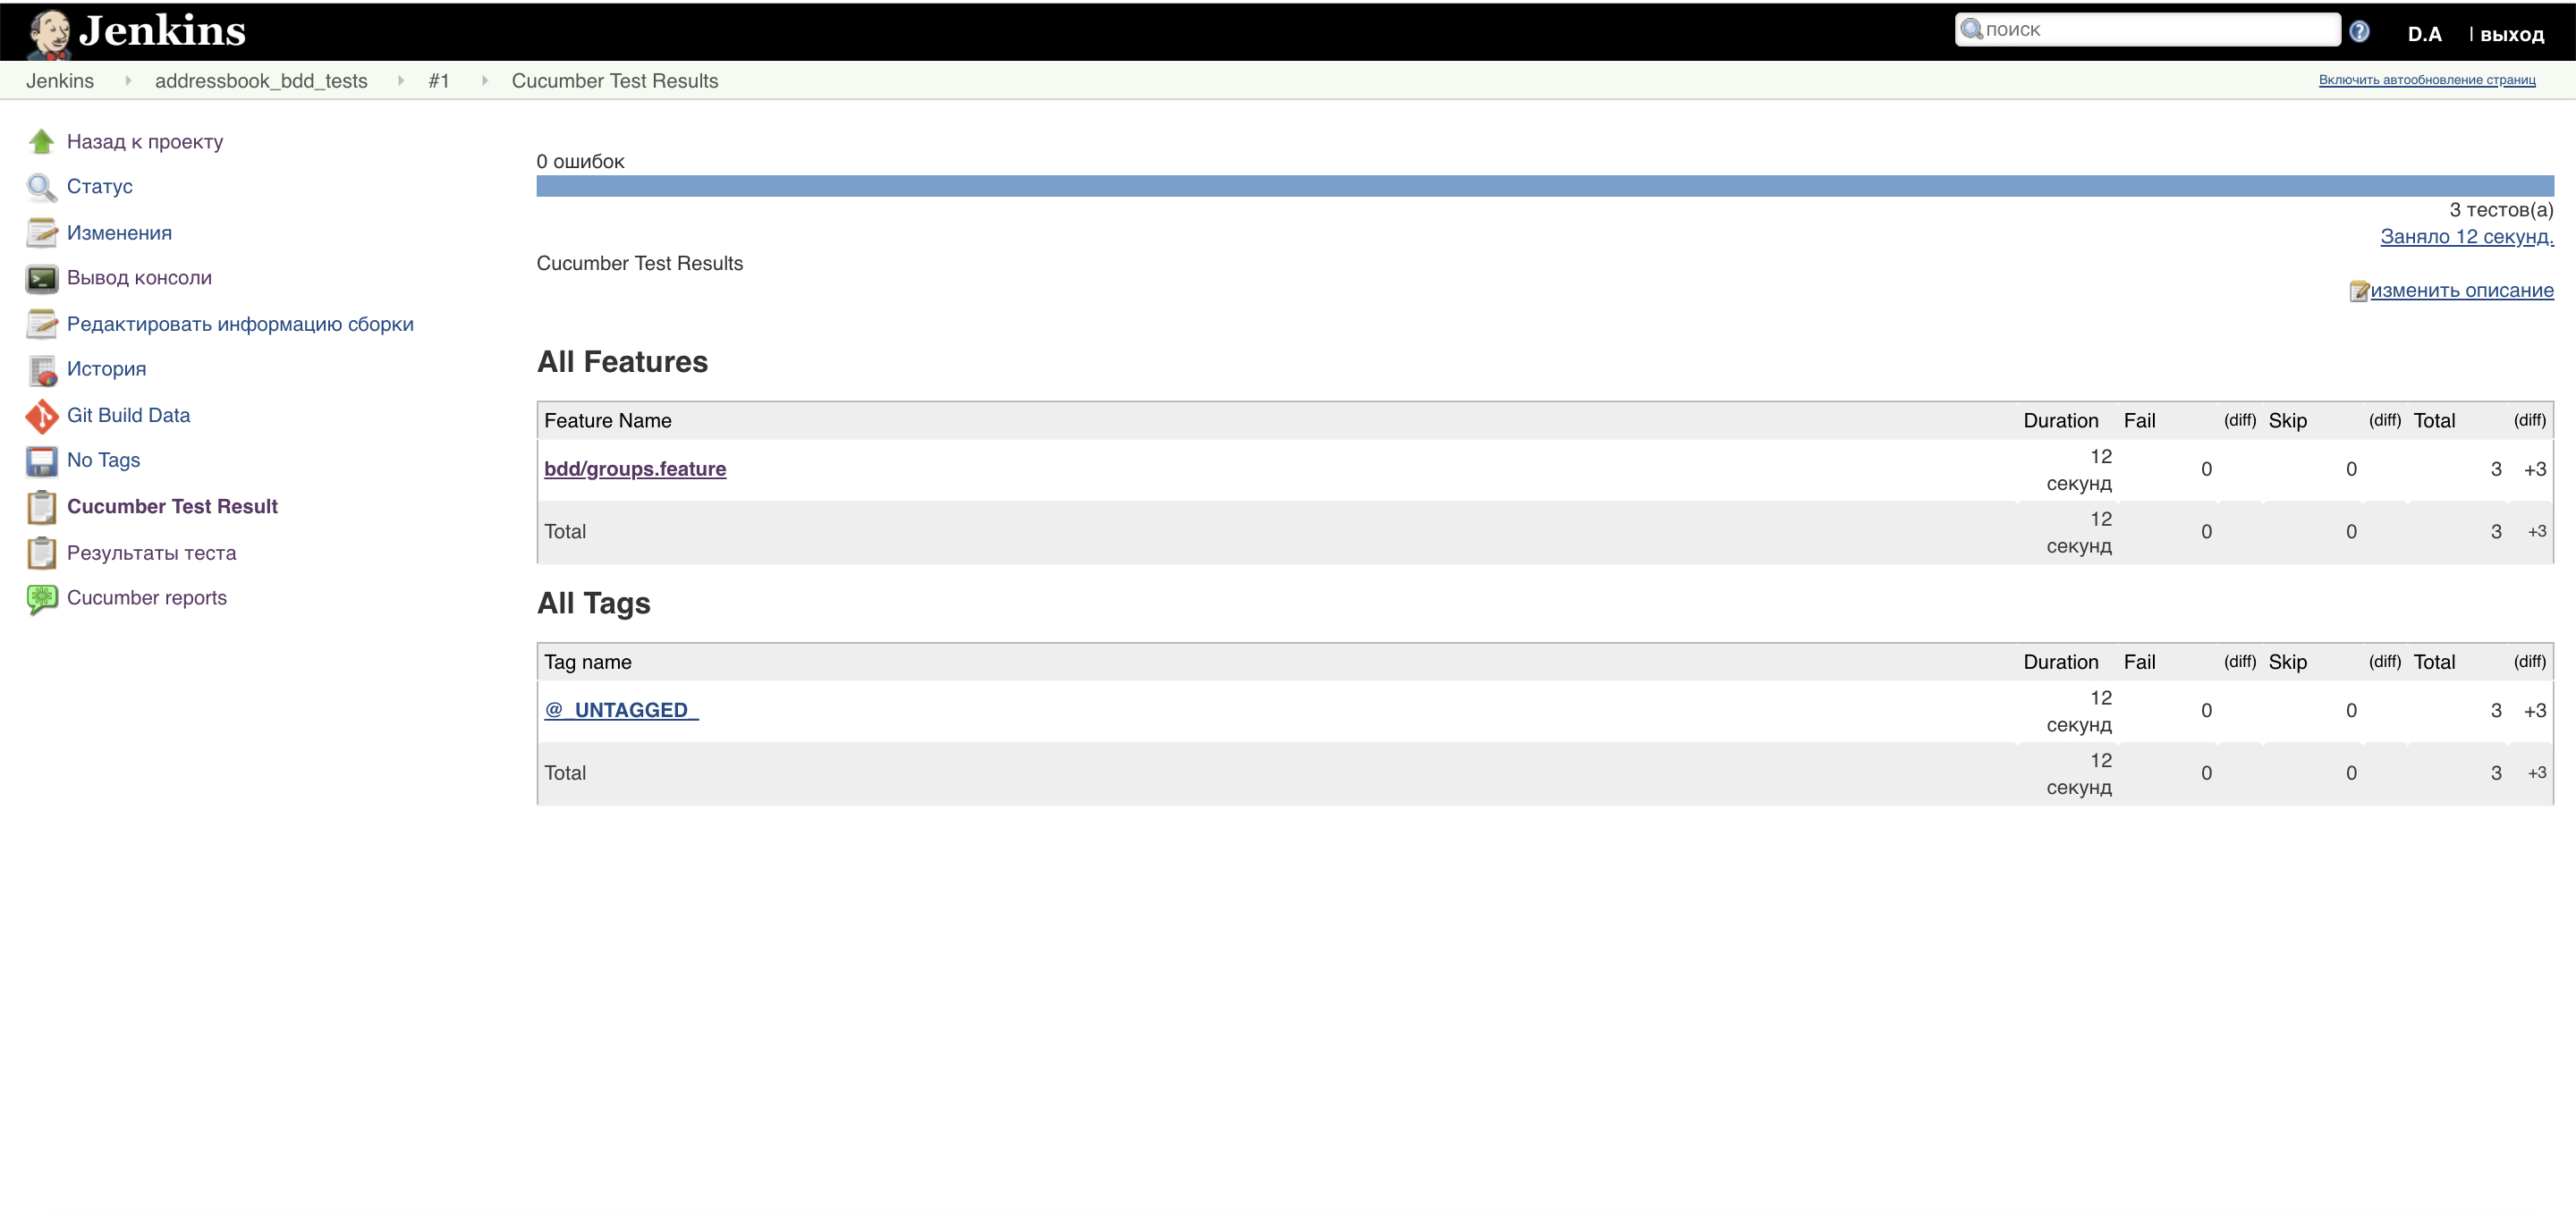 Jenkins
поиск
D.A | выход
Jenkins addressbook_bdd_tests #1 Cucumber Test Results
Включить автообновление страниц
Назад к проекту
Статус
Изменения
Вывод консоли
Редактировать информацию сборки
История
Git Build Data
No Tags
Cucumber Test Result
Результаты теста
Cucumber reports
0 ошибок
3 тестов(а)
Заняло 12 секунд.
Cucumber Test Results
изменить описание
All Features
Feature Name Duration Fail (diff) Skip (diff) Total (diff)
bdd/groups.feature 12 секунд 0 0 3 +3
Total 12 секунд 0 0 3 +3
All Tags
Tag name Duration Fail (diff) Skip (diff) Total (diff)
@_UNTAGGED_ 12 секунд 0 0 3 +3
Total 12 секунд 0 0 3 +3